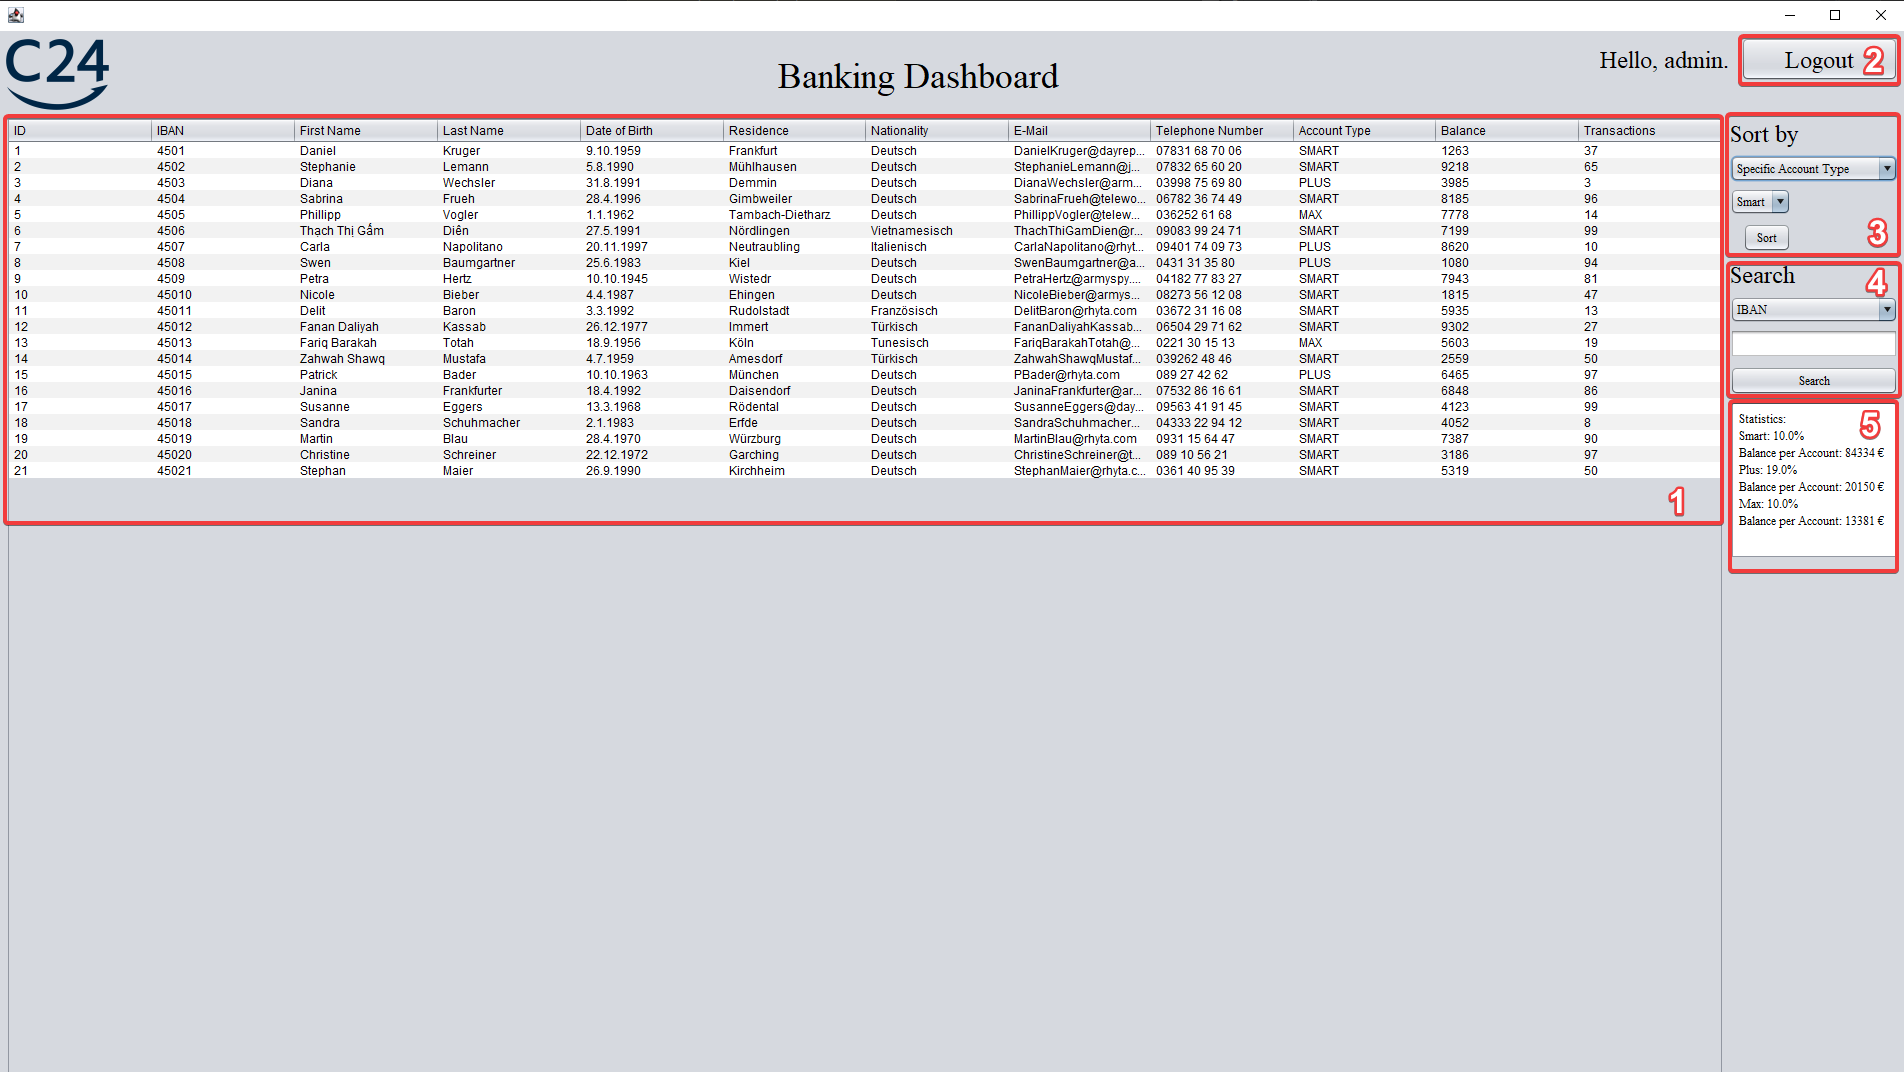 C24
Banking Dashboard
Hello, admin.
Logout 2
ID IBAN First Name Last Name Date of Birth Residence Nationality E-Mail Telephone Number Account Type Balance Transactions
1 4501 Daniel Kruger 9.10.1959 Frankfurt Deutsch DanielKruger@dayrep... 07831 68 70 06 SMART 1263 37
2 4502 Stephanie Lemann 5.8.1990 Mühlhausen Deutsch StephanieLemann@j... 07832 65 60 20 SMART 9218 65
3 4503 Diana Wechsler 31.8.1991 Demmin Deutsch DianaWechsler@arm... 03998 75 69 80 PLUS 3985 3
4 4504 Sabrina Frueh 28.4.1996 Gimbweiler Deutsch SabrinaFrueh@telewo... 06782 36 74 49 SMART 8185 96
5 4505 Phillipp Vogler 1.1.1962 Tambach-Dietharz Deutsch PhillippVogler@telew... 036252 61 68 MAX 7778 14
6 4506 Thạch Thị Gấm Diên 27.5.1991 Nördlingen Vietnamesisch ThachThiGamDien@r... 09083 99 24 71 SMART 7199 99
7 4507 Carla Napolitano 20.11.1997 Neutraubling Italienisch CarlaNapolitano@rhyt... 09401 74 09 73 PLUS 8620 10
8 4508 Swen Baumgartner 25.6.1983 Kiel Deutsch SwenBaumgartner@a... 0431 31 35 80 PLUS 1080 94
9 4509 Petra Hertz 10.10.1945 Wistedr Deutsch PetraHertz@armyspy.... 04182 77 83 27 SMART 7943 81
10 45010 Nicole Bieber 4.4.1987 Ehingen Deutsch NicoleBieber@armys... 08273 56 12 08 SMART 1815 47
11 45011 Delit Baron 3.3.1992 Rudolstadt Französisch DelitBaron@rhyta.com 03672 31 16 08 SMART 5935 13
12 45012 Fanan Daliyah Kassab 26.12.1977 Immert Türkisch FananDaliyahKassab... 06504 29 71 62 SMART 9302 27
13 45013 Fariq Barakah Totah 18.9.1956 Köln Tunesisch FariqBarakahTotah@... 0221 30 15 13 MAX 5603 19
14 45014 Zahwah Shawq Mustafa 4.7.1959 Amesdorf Türkisch ZahwahShawqMustaf... 039262 48 46 SMART 2559 50
15 45015 Patrick Bader 10.10.1963 München Deutsch PBader@rhyta.com 089 27 42 62 PLUS 6465 97
16 45016 Janina Frankfurter 18.4.1992 Daisendorf Deutsch JaninaFrankfurter@ar... 07532 86 16 61 SMART 6848 86
17 45017 Susanne Eggers 13.3.1968 Rödental Deutsch SusanneEggers@day... 09563 41 91 45 SMART 4123 99
18 45018 Sandra Schuhmacher 2.1.1983 Erfde Deutsch SandraSchuhmacher... 04333 22 94 12 SMART 4052 8
19 45019 Martin Blau 28.4.1970 Würzburg Deutsch MartinBlau@rhyta.com 0931 15 64 47 SMART 7387 90
20 45020 Christine Schreiner 22.12.1972 Garching Deutsch ChristineSchreiner@t... 089 10 56 21 SMART 3186 97
21 45021 Stephan Maier 26.9.1990 Kirchheim Deutsch StephanMaier@rhyta.c... 0361 40 95 39 SMART 5319 50
1
Sort by
Specific Account Type
Smart
Sort
3
Search
4
IBAN
Search
5
Statistics:
Smart: 10.0%
Balance per Account: 84334 €
Plus: 19.0%
Balance per Account: 20150 €
Max: 10.0%
Balance per Account: 13381 €